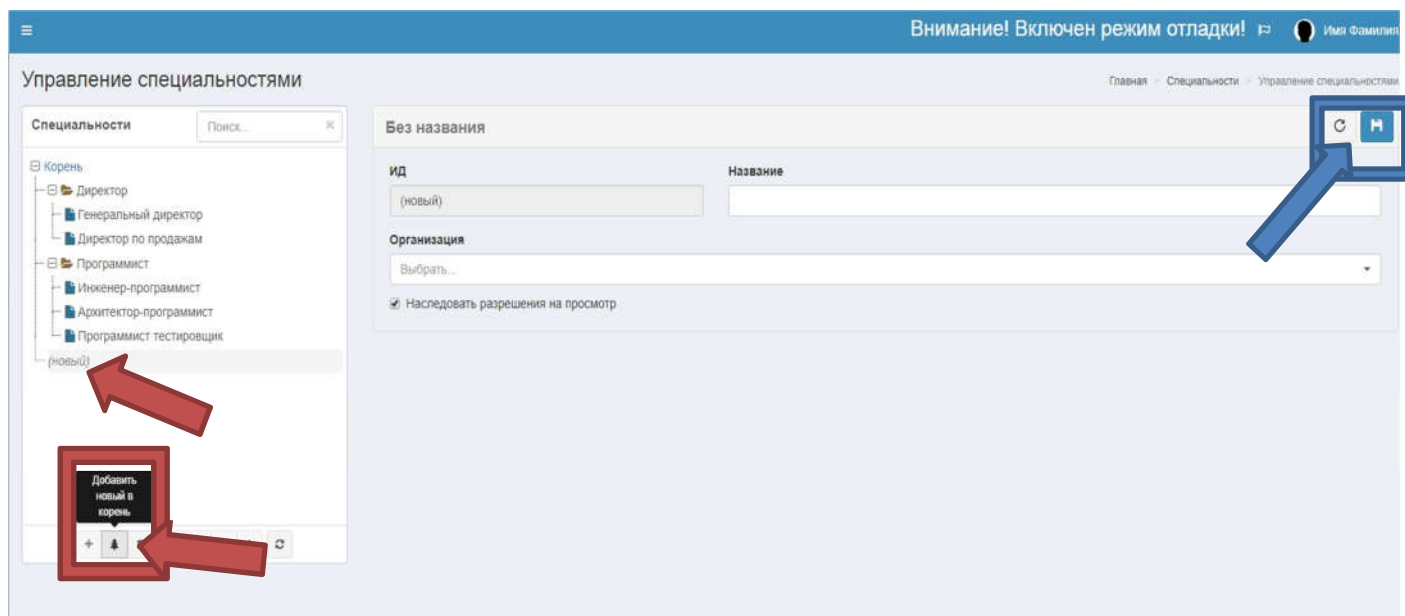 Внимание! Включен режим отладки!
Имя Фамилия
Управление специальностями
Главная > Специальности > Управление специальностями
Специальности
Поиск...
Корень
Директор
Генеральный директор
Директор по продажам
Программист
Инженер-программист
Архитектор-программист
Программист тестировщик
(новый)
Добавить
новый в
корень
Без названия
ИД
Название
(новый)
Организация
Выбрать...
Наследовать разрешения на просмотр